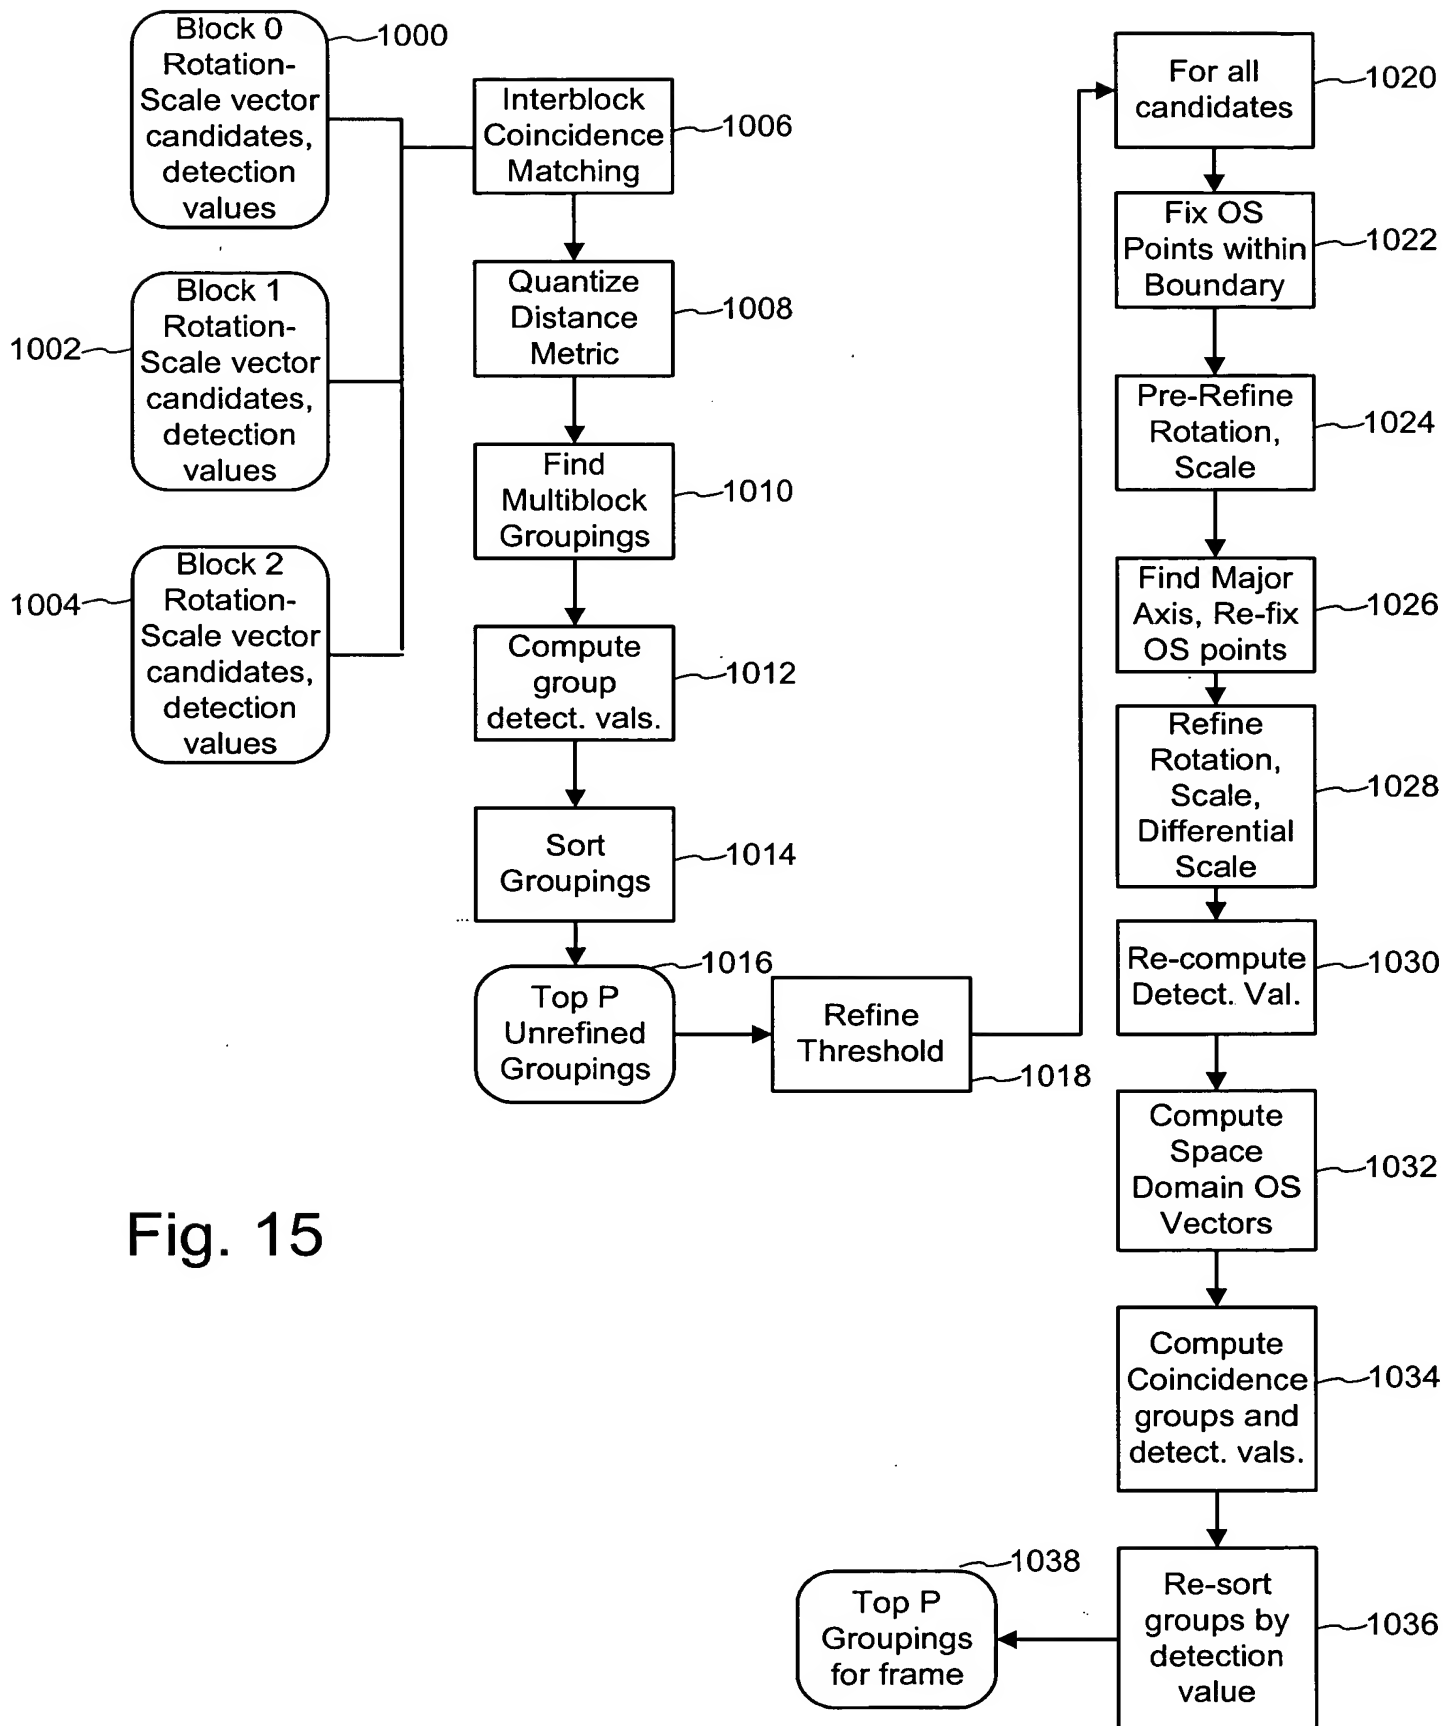 Block 0
Rotation-
Scale vector
candidates,
detection
values
1000
Block 1
Rotation-
Scale vector
candidates,
detection
values
1002
Block 2
Rotation-
Scale vector
candidates,
detection
values
1004
Interblock
Coincidence
Matching
1006
Quantize
Distance
Metric
1008
Find
Multiblock
Groupings
1010
Compute
group
detect. vals.
1012
Sort
Groupings
1014
Top P
Unrefined
Groupings
1016
Refine
Threshold
1018
For all
candidates
1020
Fix OS
Points within
Boundary
1022
Pre-Refine
Rotation,
Scale
1024
Find Major
Axis, Re-fix
OS points
1026
Refine
Rotation,
Scale,
Differential
Scale
1028
Re-compute
Detect. Val.
1030
Compute
Space
Domain OS
Vectors
1032
Compute
Coincidence
groups and
detect. vals.
1034
Re-sort
groups by
detection
value
1036
Top P
Groupings
for frame
1038
Fig. 15